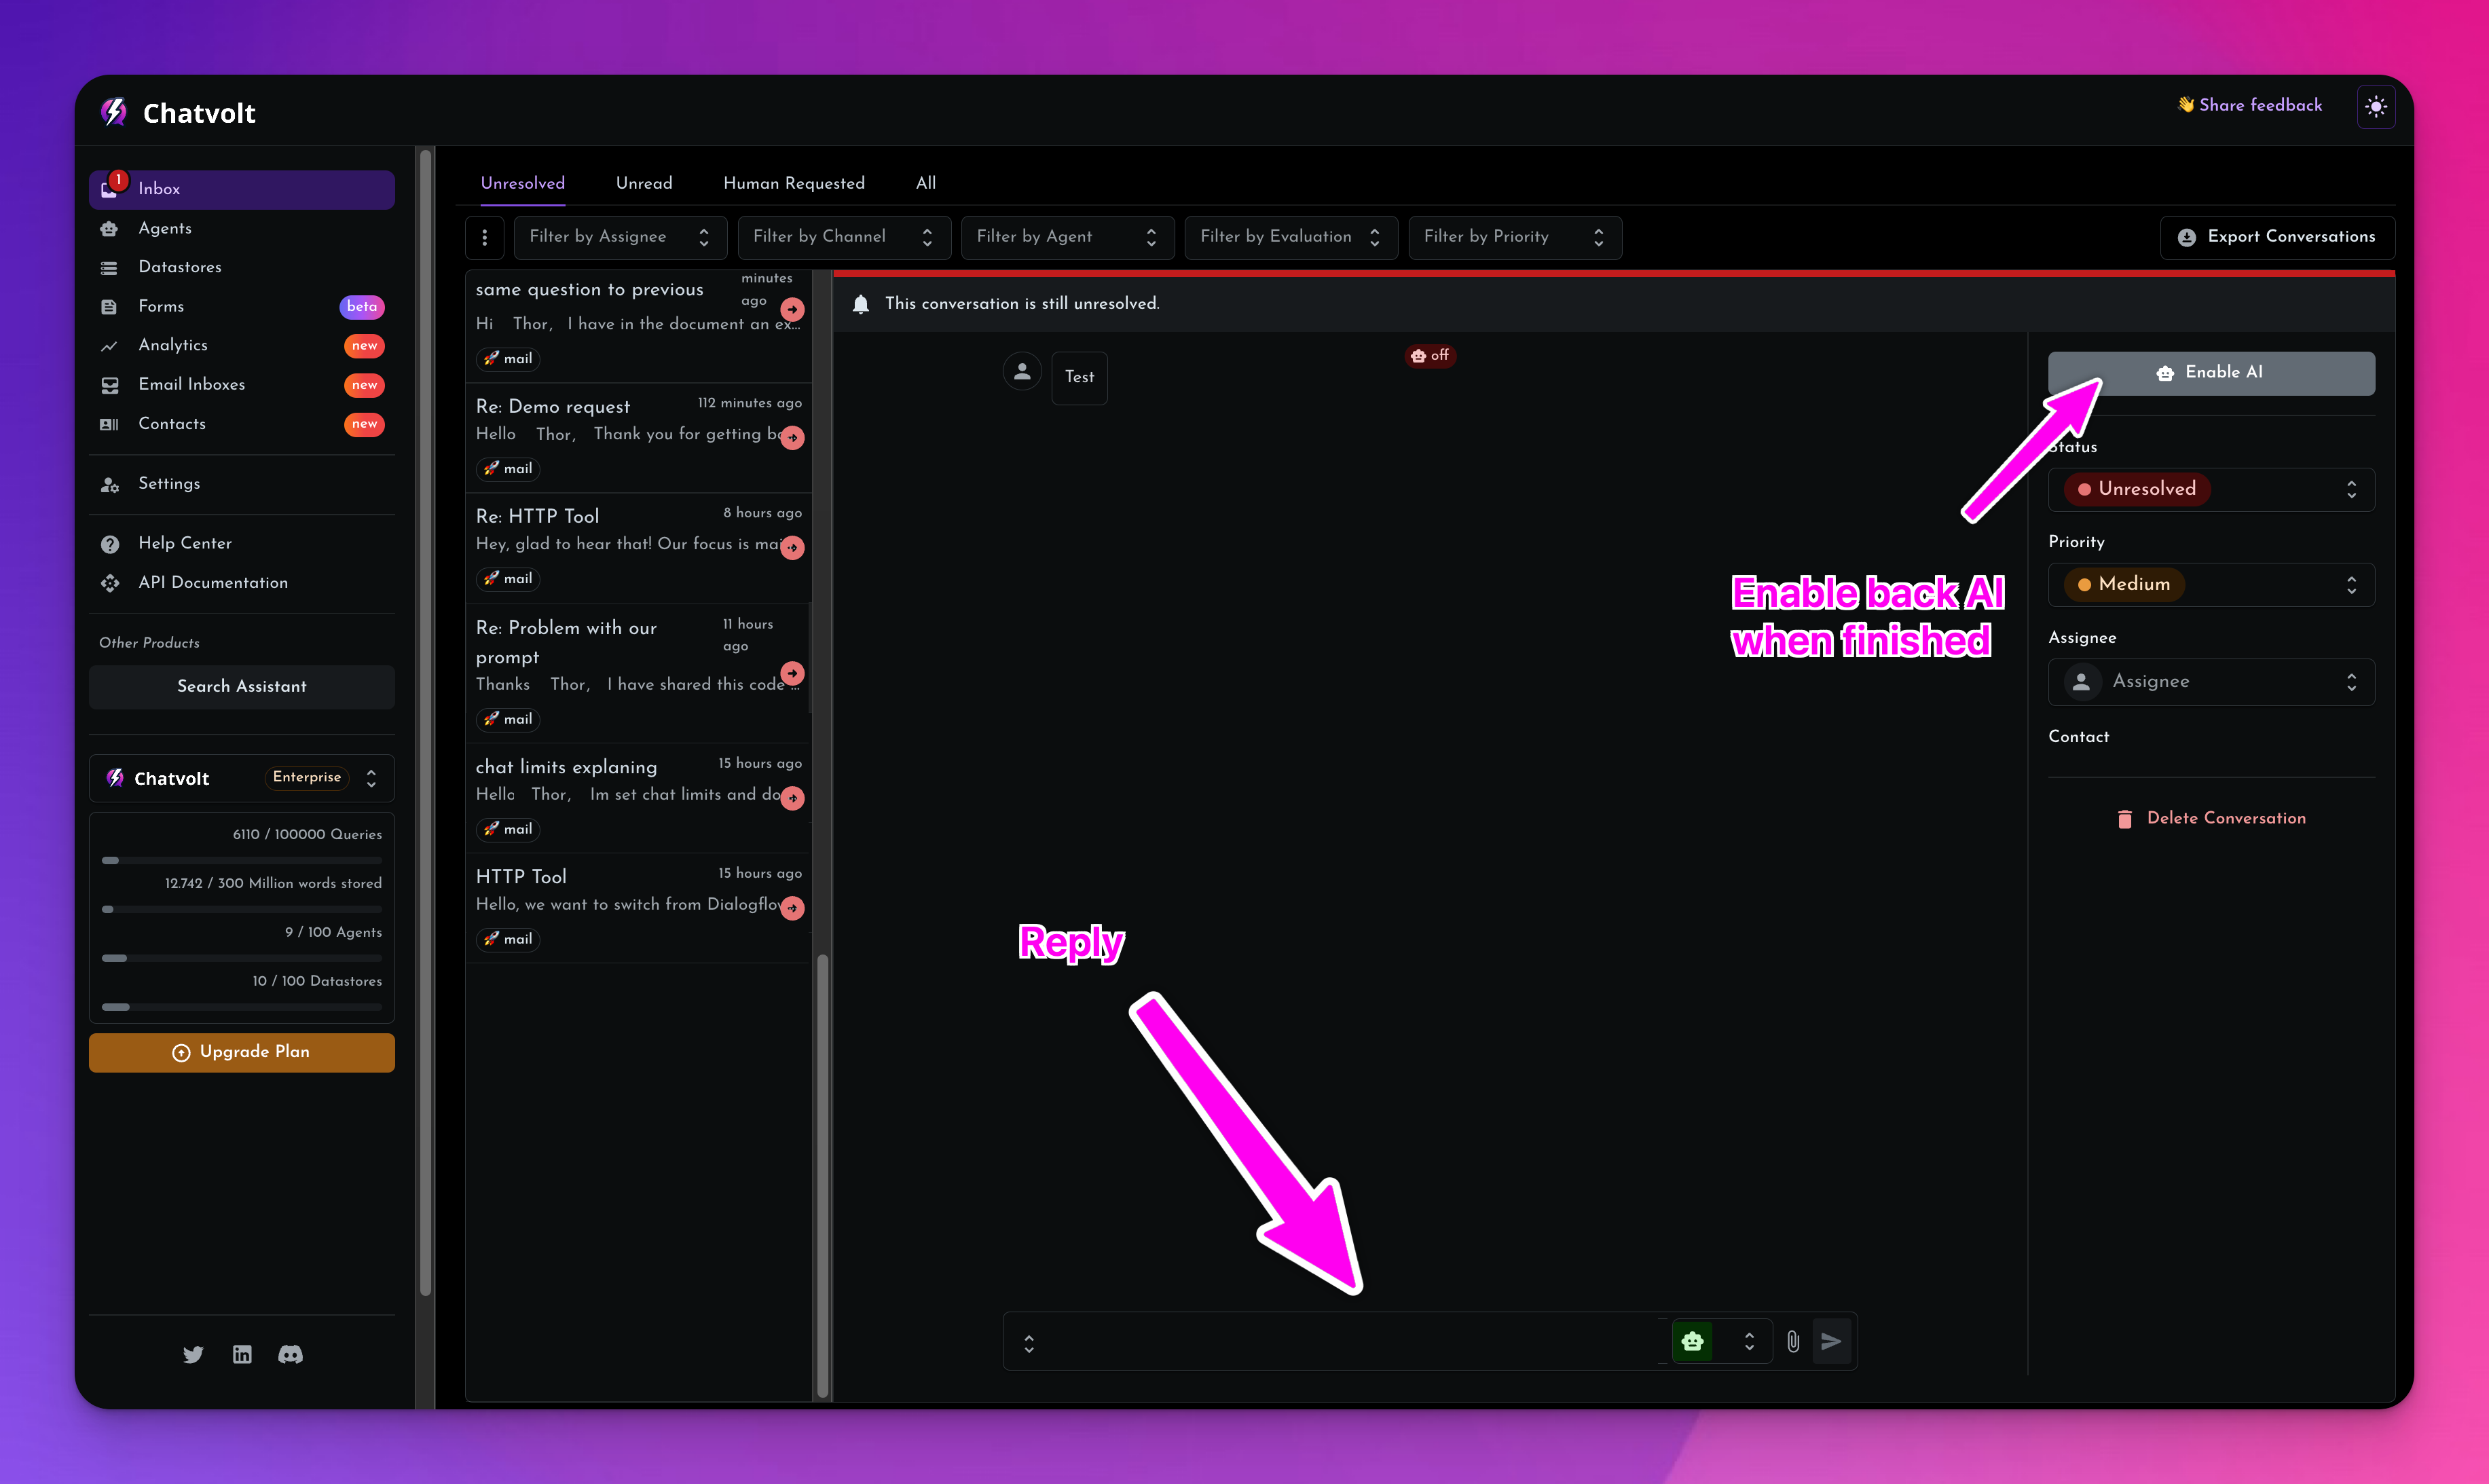 Chatvolt
👋 Share feedback
1
Inbox
Agents
Datastores
Forms beta
Analytics new
Email Inboxes new
Contacts new
Settings
Help Center
API Documentation
Other Products
Search Assistant
Chatvolt Enterprise
6110 / 100000 Queries
12.742 / 300 Million words stored
9 / 100 Agents
10 / 100 Datastores
Upgrade Plan
Unresolved Unread Human Requested All
Filter by Assignee Filter by Channel Filter by Agent Filter by Evaluation Filter by Priority Export Conversations
same question to previous minutes ago
Hi Thor, I have in the document an ex...
🚀 mail
Re: Demo request 112 minutes ago
Hello Thor, Thank you for getting
🚀 mail
Re: HTTP Tool 8 hours ago
Hey, glad to hear that! Our focus is
🚀 mail
Re: Problem with our prompt 11 hours ago
Thanks Thor, I have shared this code ...
🚀 mail
chat limits explaning 15 hours ago
Hello Thor, Im set chat limits and
🚀 mail
HTTP Tool 15 hours ago
Hello, we want to switch from
🚀 mail
This conversation is still unresolved.
off
Test
Reply
Enable back AI
when finished
Enable AI
Status
Unresolved
Priority
Medium
Assignee
Assignee
Contact
Delete Conversation